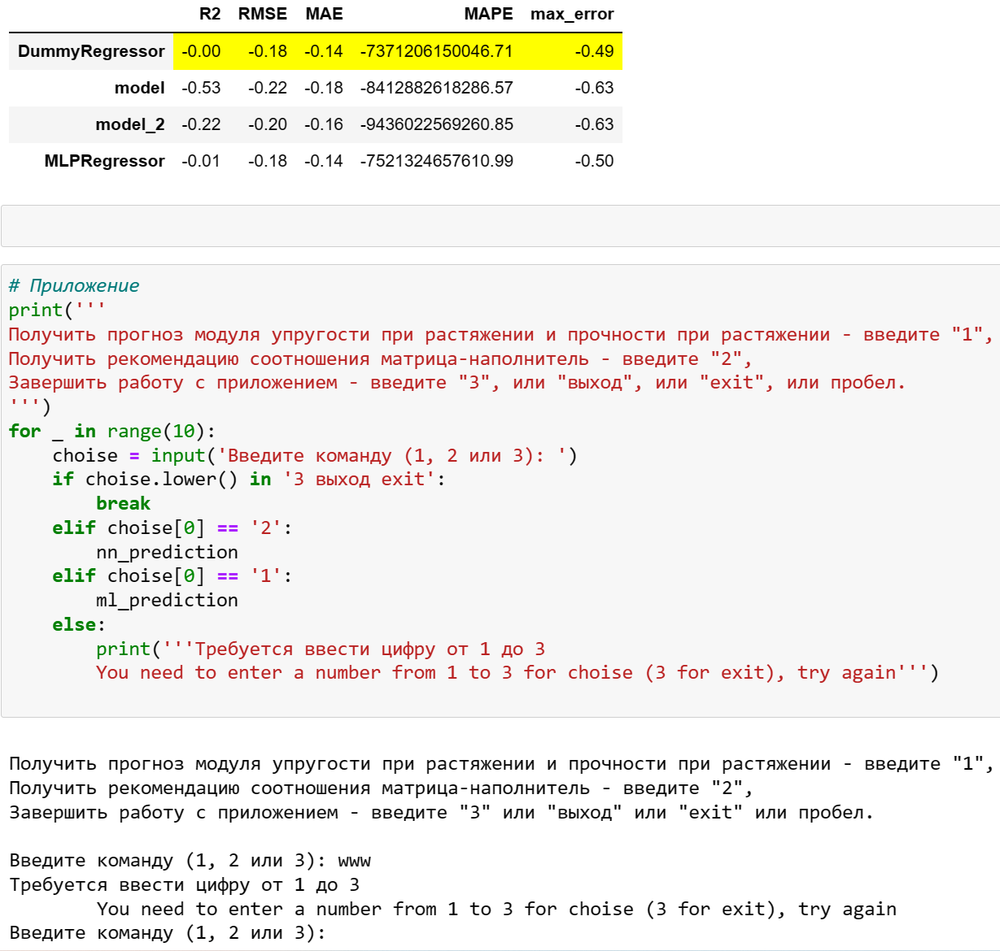 R2 RMSE MAE MAPE max_error
DummyRegressor -0.00 -0.18 -0.14 -7371206150046.71 -0.49
model -0.53 -0.22 -0.18 -8412882618286.57 -0.63
model_2 -0.22 -0.20 -0.16 -9436022569260.85 -0.63
MLPRegressor -0.01 -0.18 -0.14 -7521324657610.99 -0.50
# Приложение
print('''
Получить прогноз модуля упругости при растяжении и прочности при растяжении - введите "1",
Получить рекомендацию соотношения матрица-наполнитель - введите "2",
Завершить работу с приложением - введите "3", или "выход", или "exit", или пробел.
''')
for _ in range(10):
    choise = input('Введите команду (1, 2 или 3): ')
    if choise.lower() in '3 выход exit':
        break
    elif choise[0] == '2':
        nn_prediction
    elif choise[0] == '1':
        ml_prediction
    else:
        print('''Требуется ввести цифру от 1 до 3
        You need to enter a number from 1 to 3 for choise (3 for exit), try again''')
Получить прогноз модуля упругости при растяжении и прочности при растяжении - введите "1",
Получить рекомендацию соотношения матрица-наполнитель - введите "2",
Завершить работу с приложением - введите "3" или "выход" или "exit" или пробел.
Введите команду (1, 2 или 3): www
Требуется ввести цифру от 1 до 3
        You need to enter a number from 1 to 3 for choise (3 for exit), try again
Введите команду (1, 2 или 3):